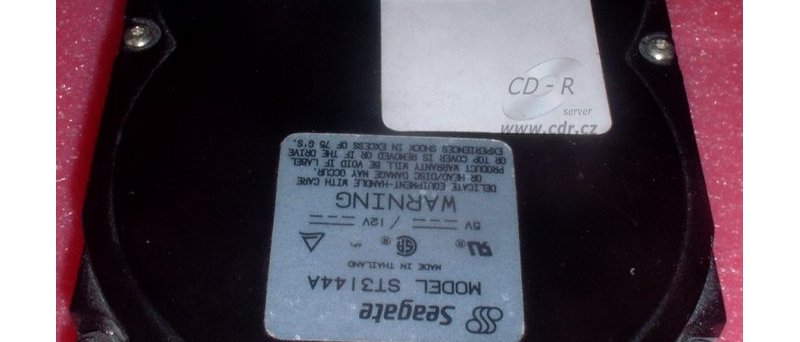 CD - R
server
www.cdr.cz
Seagate
MODEL ST3144A
MADE IN THAILAND
5V / 12V
WARNING
DELICATE EQUIPMENT-HANDLE WITH CARE
OR HEAD/DISC DAMAGE MAY OCCUR.
PRODUCT WARRANTY WILL BE VOID IF LABEL
OR TOP COVER IS REMOVED OR IF THE DRIVE
EXPERIENCES SHOCK IN EXCESS OF 75 G'S.